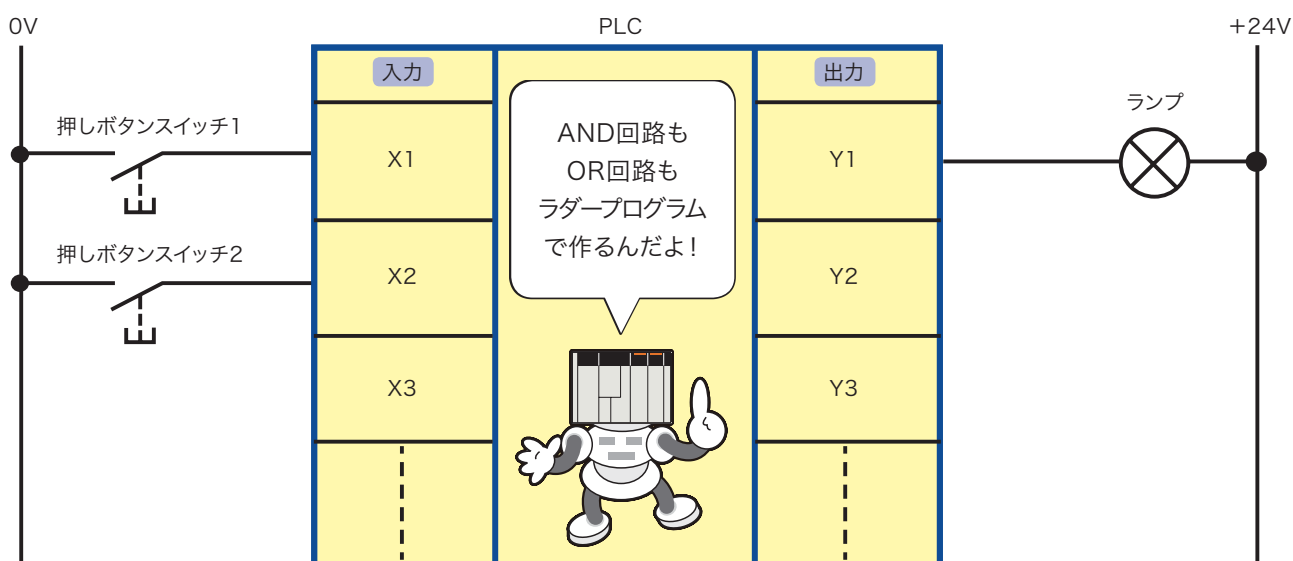 0V
PLC
+24V
入力
出力
押しボタンスイッチ1
X1
AND回路も
OR回路も
ラダープログラム
で作るんだよ！
Y1
ランプ
押しボタンスイッチ2
X2
Y2
X3
Y3